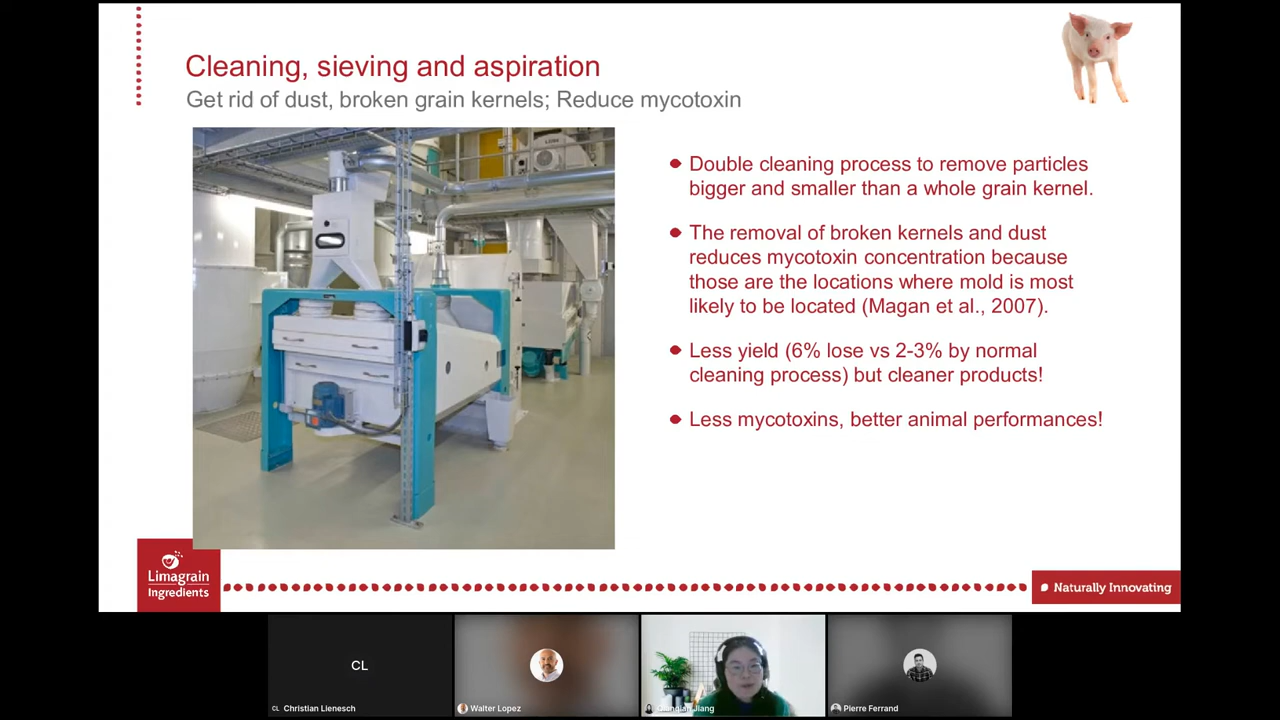 Cleaning, sieving and aspiration
Get rid of dust, broken grain kernels; Reduce mycotoxin
Double cleaning process to remove particles
bigger and smaller than a whole grain kernel.
The removal of broken kernels and dust
reduces mycotoxin concentration because
those are the locations where mold is most
likely to be located (Magan et al., 2007).
Less yield (6% lose vs 2-3% by normal
cleaning process) but cleaner products!
Less mycotoxins, better animal performances!
Limagrain
Ingredients
Naturally Innovating
CL
CL Christian Lienesch
Walter Lopez
Qianqian Jiang
Pierre Ferrand